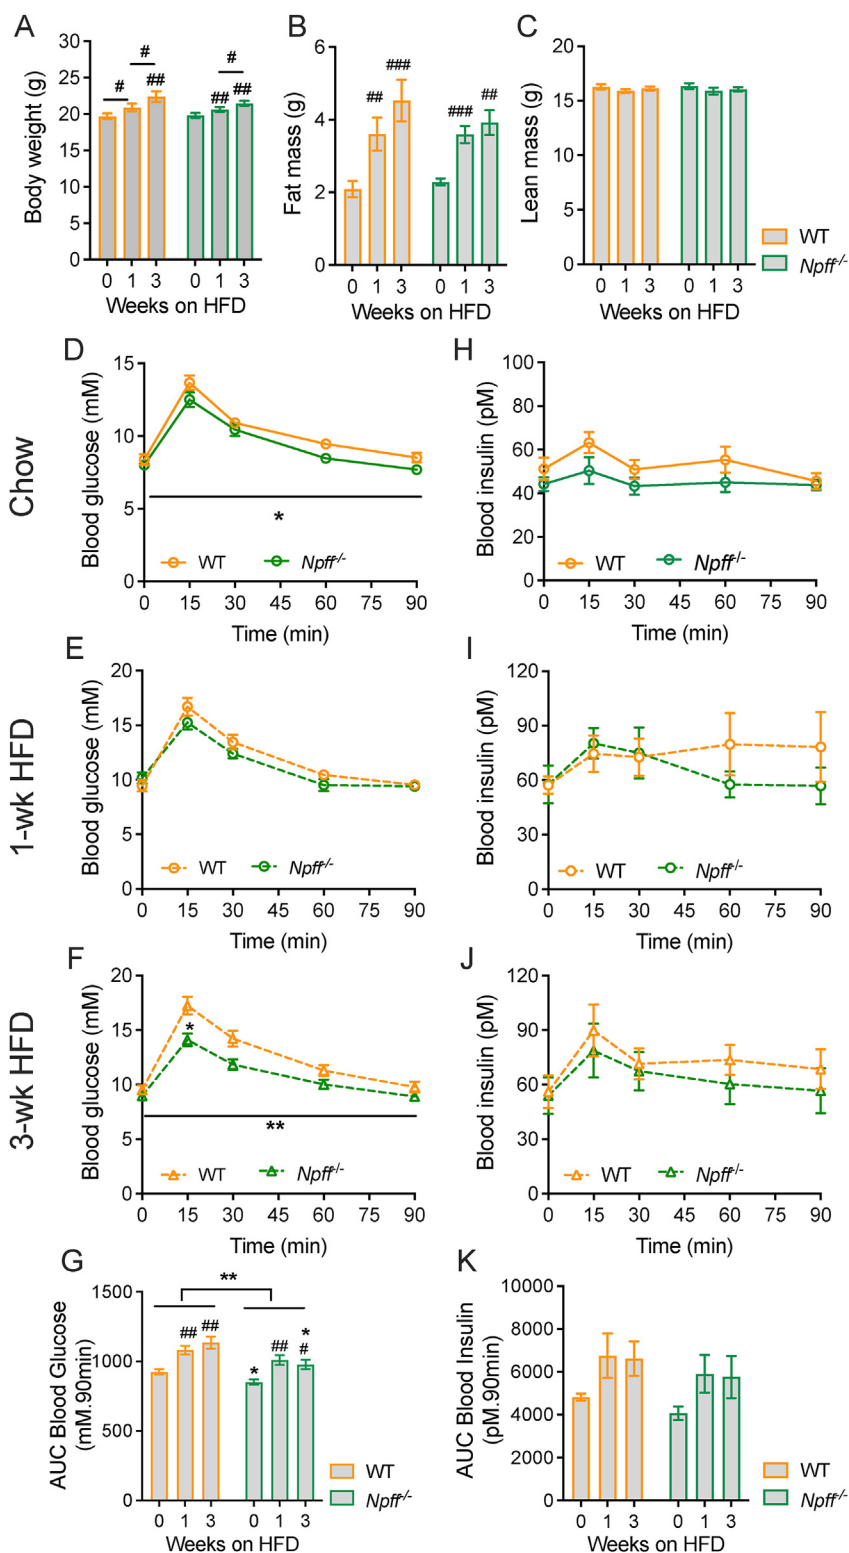 A
Body weight (g)
30
25
20
15
10
5
0
#
#
##
#
##
##
0 1 3 0 1 3
Weeks on HFD
B
Fat mass (g)
6
4
2
0
##
###
###
##
0 1 3 0 1 3
Weeks on HFD
C
Lean mass (g)
20
15
10
5
0
0 1 3 0 1 3
Weeks on HFD
WT
Npff-/-
Chow
D
Blood glucose (mM)
15
10
5
0
*
WT Npff-/-
0 15 30 45 60 75 90
Time (min)
H
Blood insulin (pM)
100
80
60
40
20
0
WT Npff-/-
0 15 30 45 60 75 90
Time (min)
1-wk HFD
E
Blood glucose (mM)
20
15
10
5
0
WT Npff-/-
0 15 30 45 60 75 90
Time (min)
I
Blood insulin (pM)
120
90
60
30
0
WT Npff-/-
0 15 30 45 60 75 90
Time (min)
3-wk HFD
F
Blood glucose (mM)
20
15
10
5
0
*
**
WT Npff-/-
0 15 30 45 60 75 90
Time (min)
J
Blood insulin (pM)
120
90
60
30
0
WT Npff-/-
0 15 30 45 60 75 90
Time (min)
G
AUC Blood Glucose
(mM.90min)
1500
1000
500
0
**
##
##
*
##
*
#
0 1 3 0 1 3
Weeks on HFD
WT
Npff-/-
K
AUC Blood Insulin
(pM.90min)
10000
8000
6000
4000
2000
0
0 1 3 0 1 3
Weeks on HFD
WT
Npff-/-